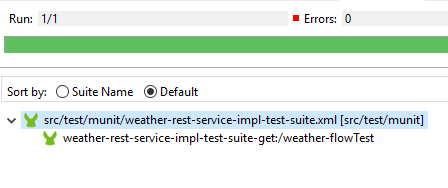 Run: 1/1 Errors: 0
Sort by: Suite Name Default
src/test/munit/weather-rest-service-impl-test-suite.xml [src/test/munit]
weather-rest-service-impl-test-suite-get:/weather-flowTest